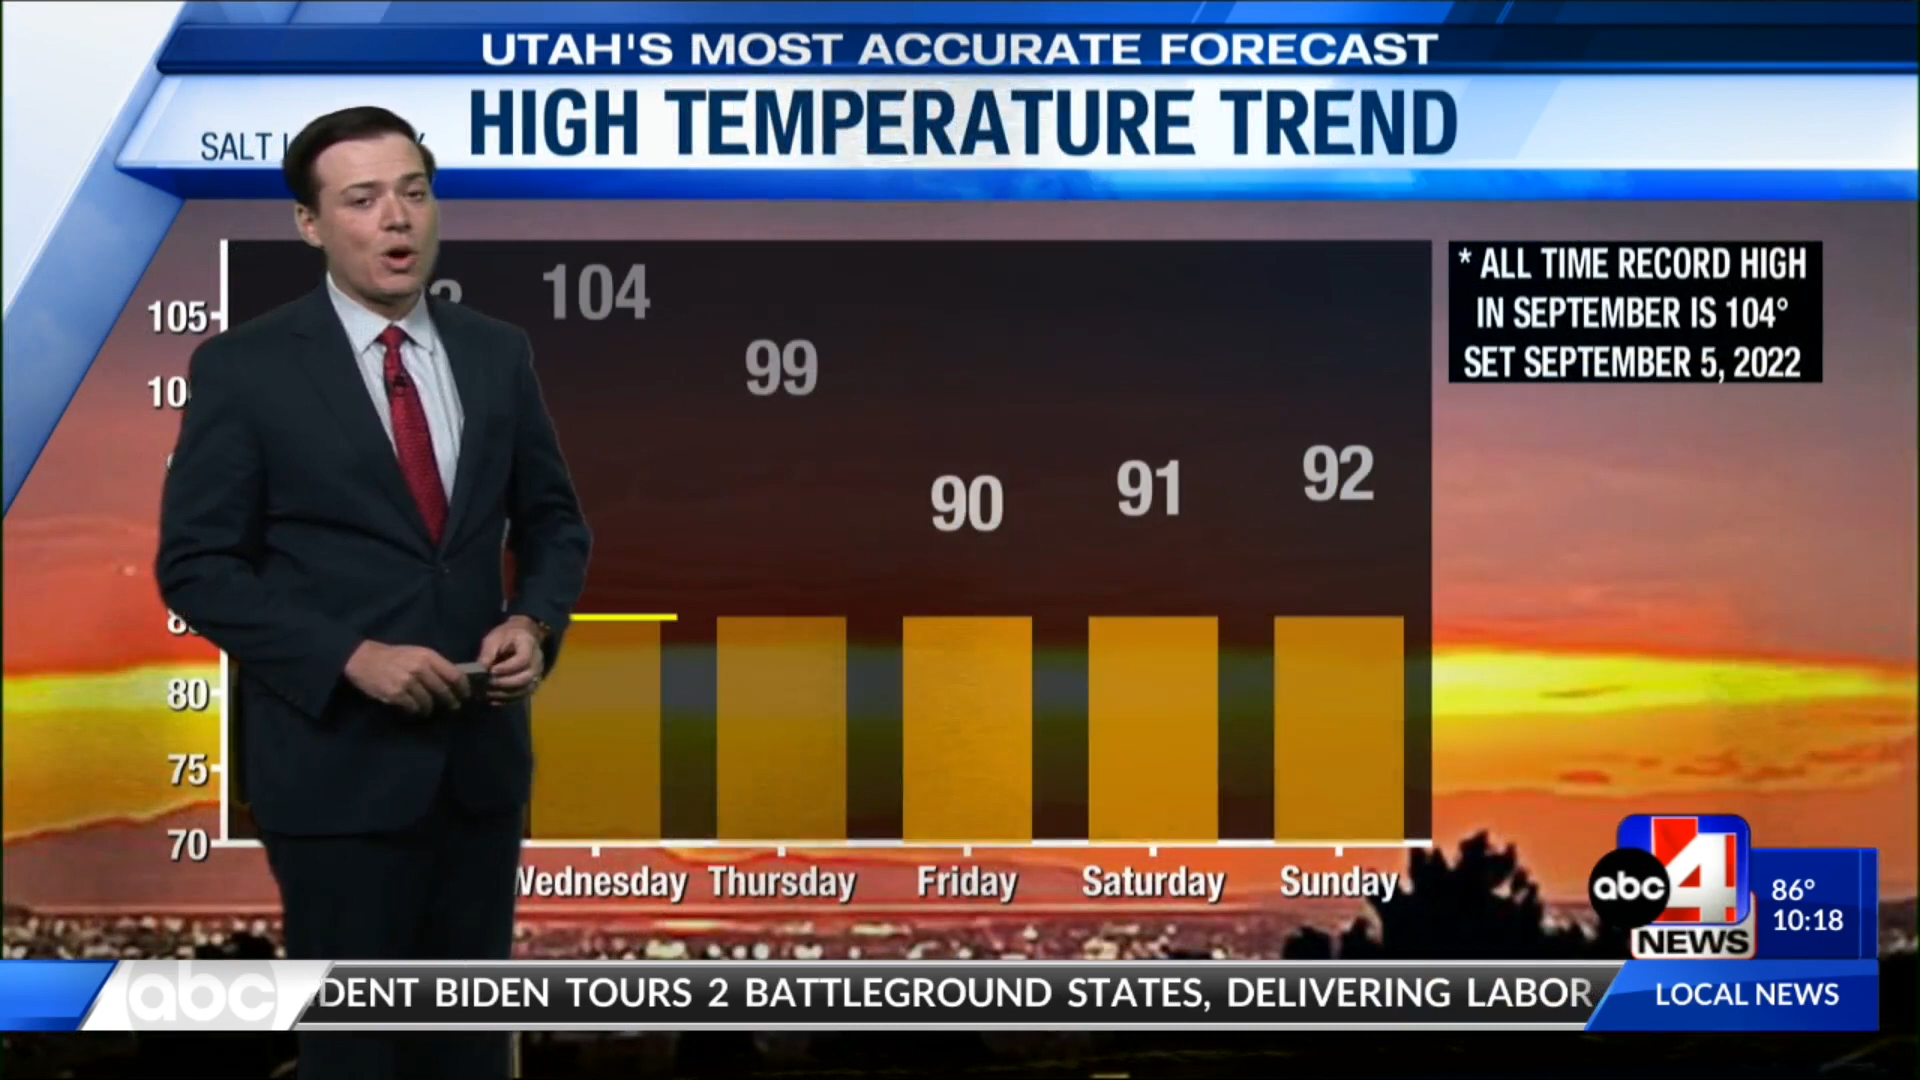 UTAH'S MOST ACCURATE FORECAST
HIGH TEMPERATURE TREND
SALT
* ALL TIME RECORD HIGH
IN SEPTEMBER IS 104°
SET SEPTEMBER 5, 2022
104
99
90
91
92
105
80
75
70
Wednesday Thursday Friday Saturday Sunday
abc 4
NEWS
86°
10:18
abc
DENT BIDEN TOURS 2 BATTLEGROUND STATES, DELIVERING LABOR
LOCAL NEWS